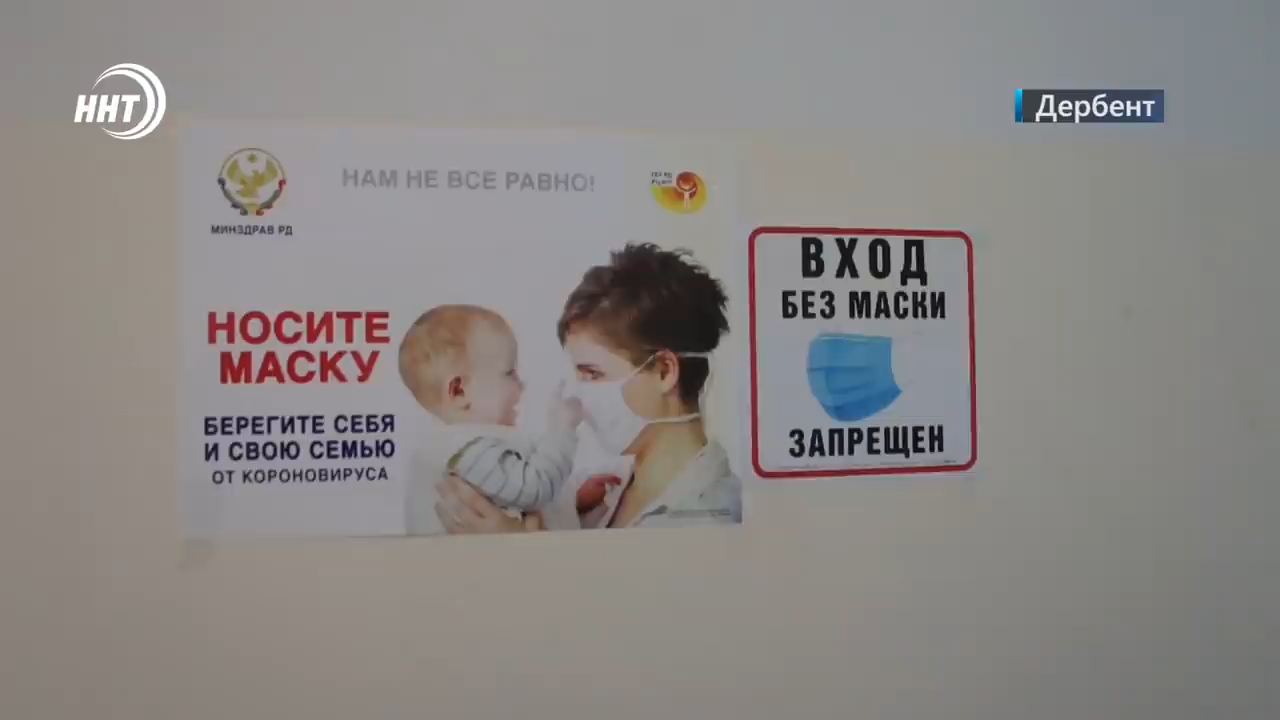 ННТ
Дербент
НАМ НЕ ВСЕ РАВНО!
МИНЗДРАВ РД
НОСИТЕ
МАСКУ
БЕРЕГИТЕ СЕБЯ
И СВОЮ СЕМЬЮ
ОТ КОРОНОВИРУСА
ВХОД
БЕЗ МАСКИ
ЗАПРЕЩЕН